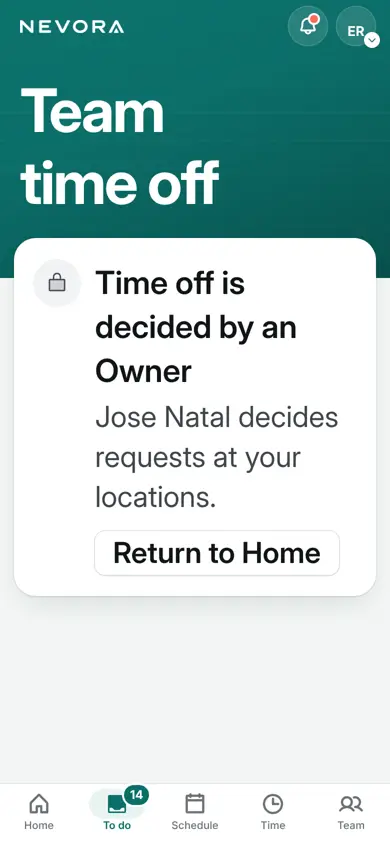 NEVORA
ER
Team
time off
Time off is
decided by an
Owner
Jose Natal decides
requests at your
locations.
Return to Home
14
Home
To do
Schedule
Time
Team